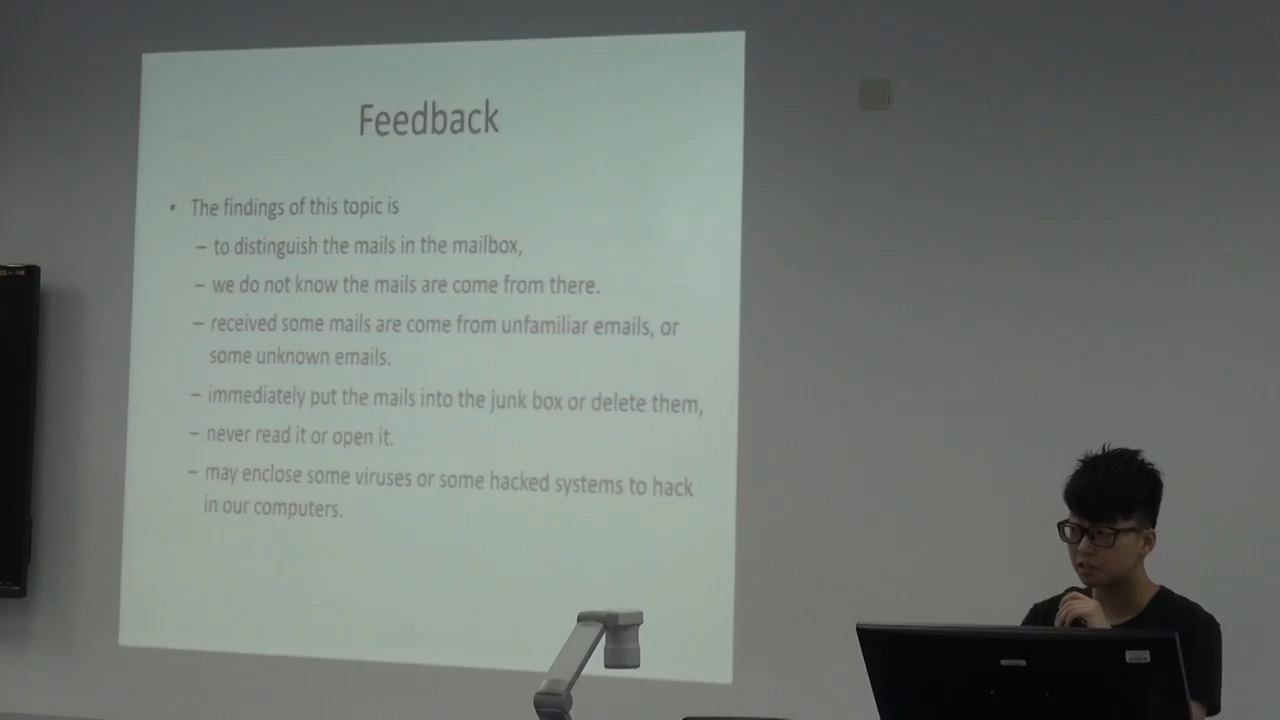 Feedback
• The findings of this topic is
– to distinguish the mails in the mailbox,
– we do not know the mails are come from there.
– received some mails are come from unfamiliar emails, or
some unknown emails.
– immediately put the mails into the junk box or delete them,
– never read it or open it.
– may enclose some viruses or some hacked systems to hack
in our computers.